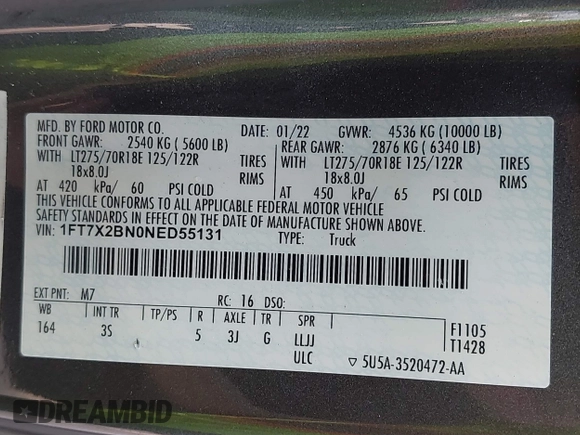 MFD. BY FORD MOTOR CO. DATE: 01/22 GVWR: 4536 KG (10000 LB)
FRONT GAWR: 2540 KG ( 5600 LB) REAR GAWR: 2876 KG ( 6340 LB)
WITH LT275/70R18E 125/122R TIRES WITH LT275/70R18E 125/122R TIRES
18x8.0J RIMS 18x8.0J RIMS
AT 420 kPa/ 60 PSI COLD AT 450 kPa/ 65 PSI COLD
THIS VEHICLE CONFORMS TO ALL APPLICABLE FEDERAL MOTOR VEHICLE
SAFETY STANDARDS IN EFFECT ON THE DATE OF MANUFACTURE SHOWN ABOVE.
VIN: 1FT7X2BN0NED55131 TYPE: Truck
EXT PNT: M7 RC: 16 DSO:
WB INT TR TP/PS R AXLE TR SPR F1105
164 3S 5 3J G LLJJ T1428
ULC ▽ 5U5A-3520472-AA
DREAMBID